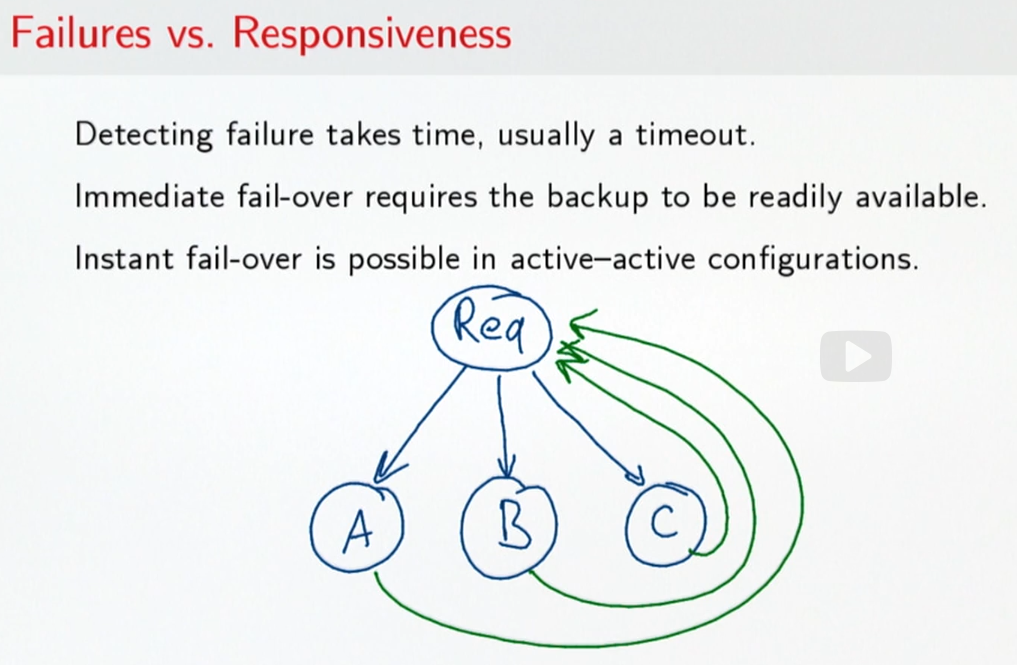 Failures vs. Responsiveness
Detecting failure takes time, usually a timeout.
Immediate fail-over requires the backup to be readily available.
Instant fail-over is possible in active–active configurations.
Req
A
B
C